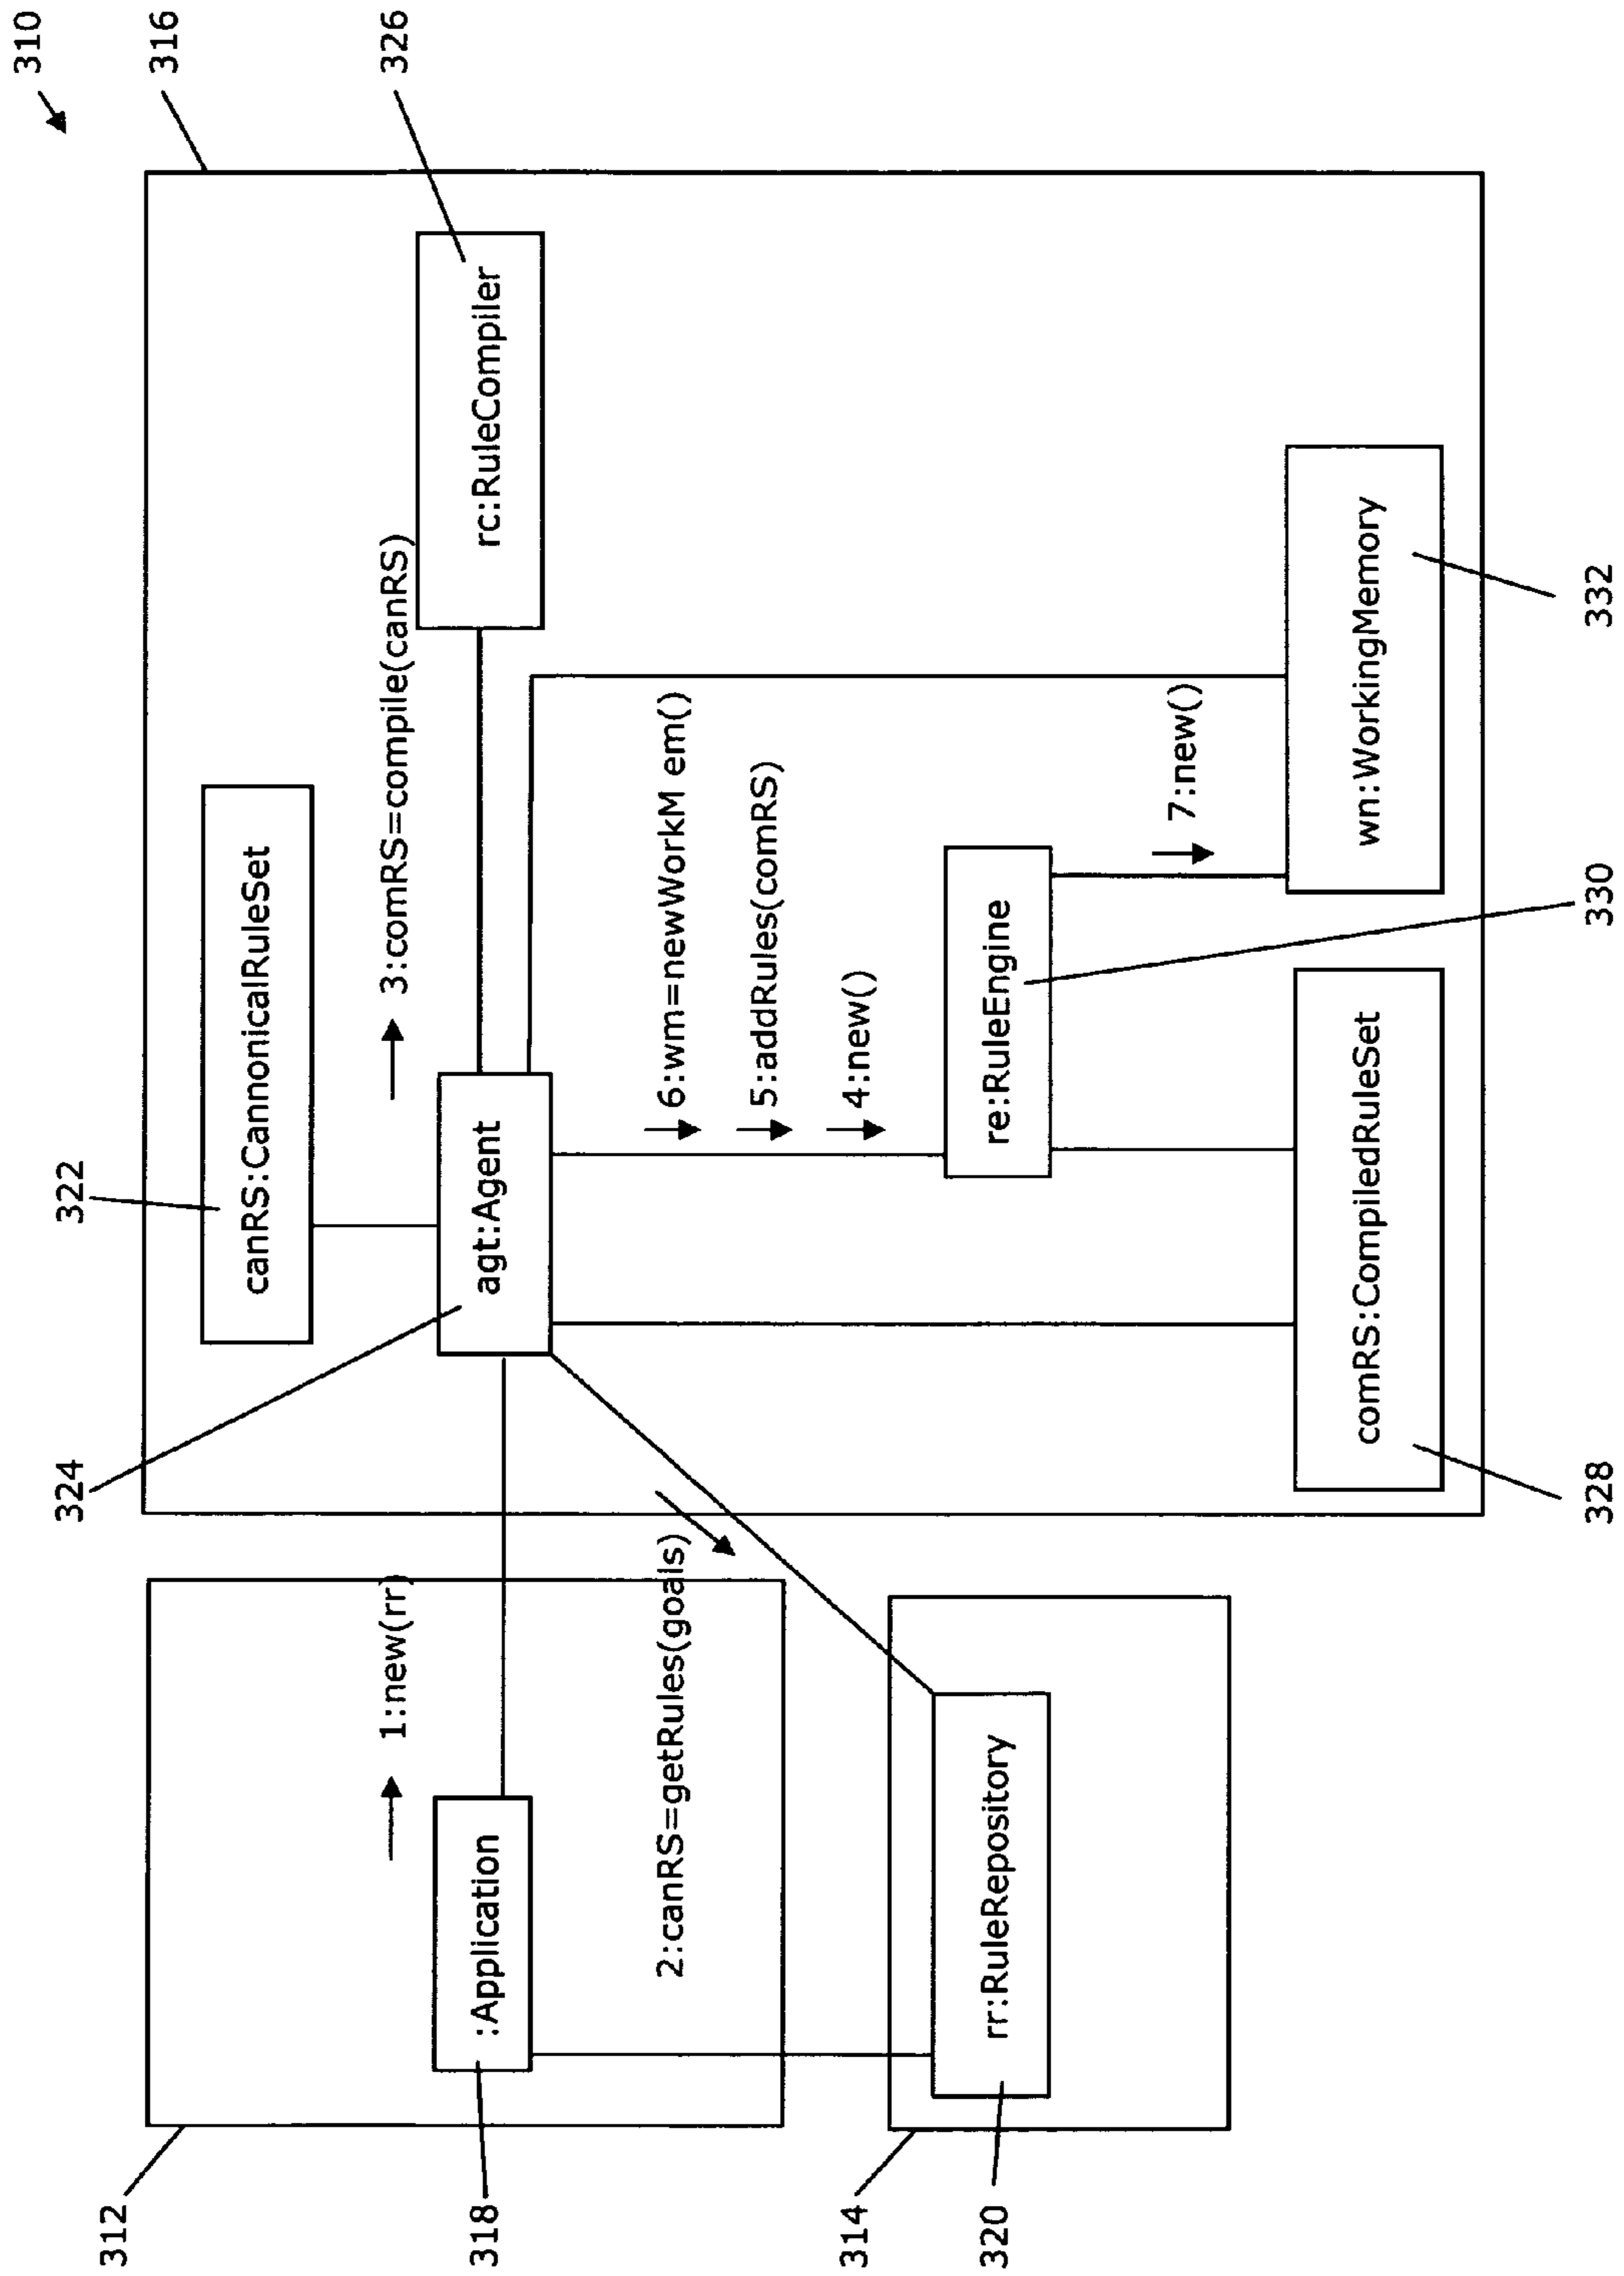 310
316
326
322
canRS:CannonicalRuleSet
3:comRS=compile(canRS)
rc:RuleCompiler
324
agt:Agent
6:wm=newWorkM em()
5:addRules(comRS)
4:new()
re:RuleEngine
7:new()
wn:WorkingMemory
332
330
comRS:CompiledRuleSet
328
312
1:new(rr)
:Application
318
2:canRS=getRules(goals)
314
rr:RuleRepository
320